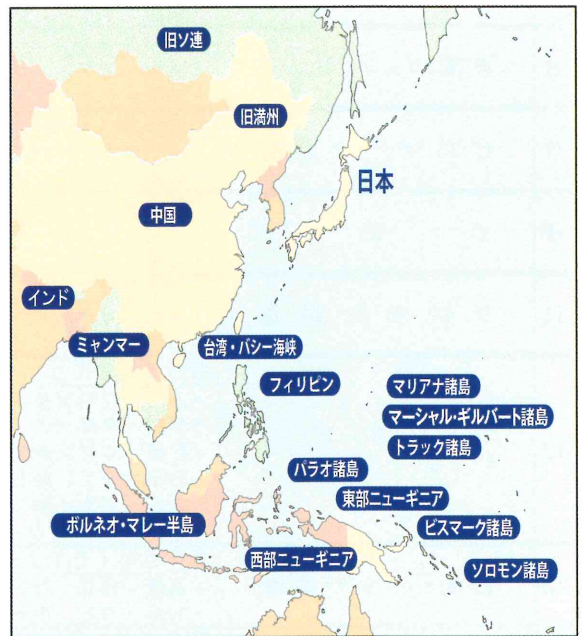 旧ソ連
旧満州
日本
中国
インド
ミャンマー
台湾・バシー海峡
フィリピン
マリアナ諸島
マーシャル・ギルバート諸島
トラック諸島
パラオ諸島
東部ニューギニア
ボルネオ・マレー半島
ビスマーク諸島
西部ニューギニア
ソロモン諸島